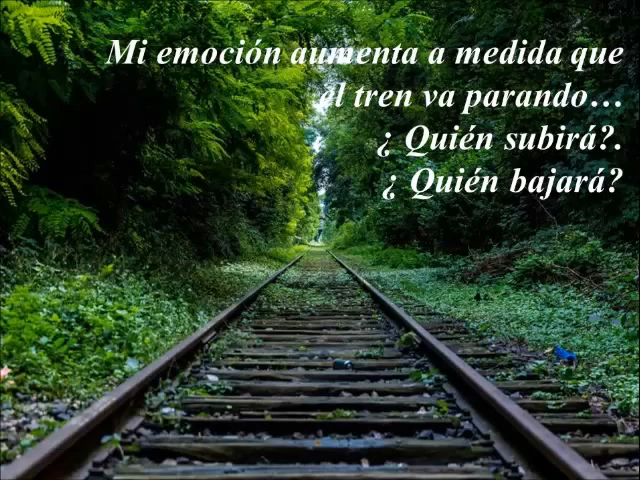 Mi emoción aumenta a medida que
el tren va parando…
¿ Quién subirá?.
¿ Quién bajará?